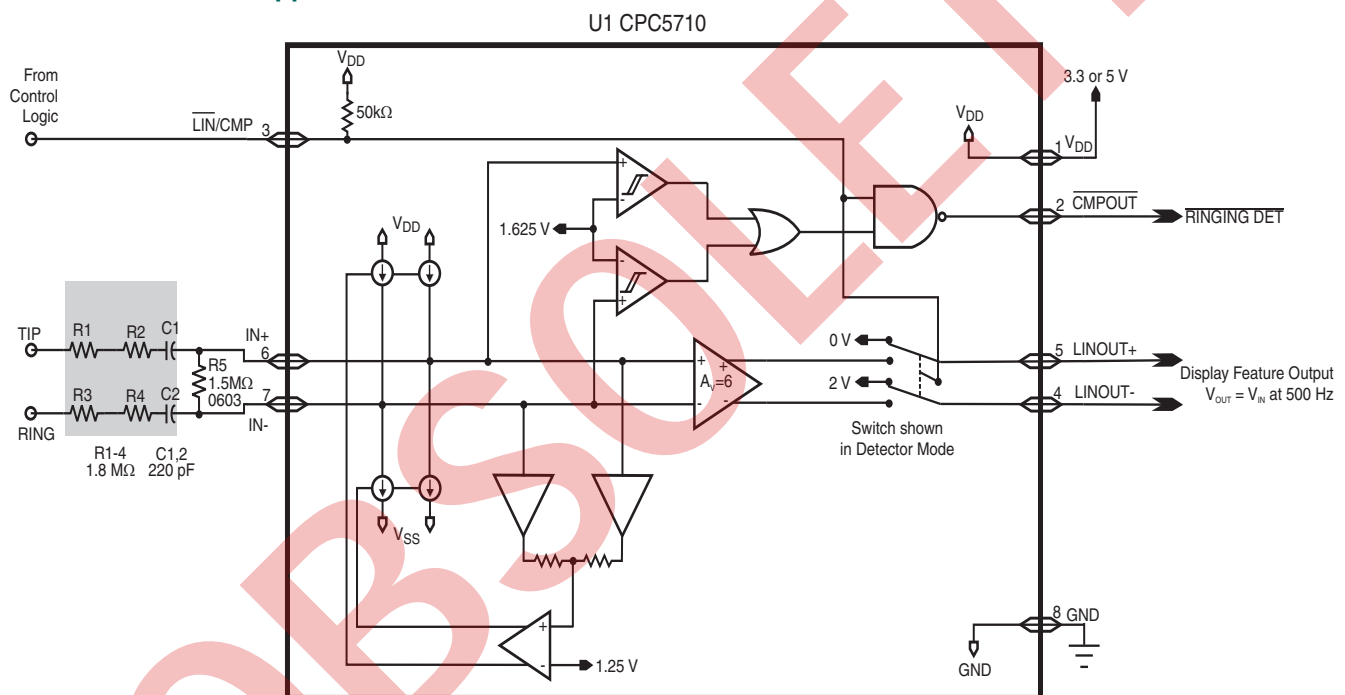 U1 CPC5710
From
Control
Logic
LIN/CMP
3
VDD
50kΩ
3.3 or 5 V
VDD
1
VDD
2
CMPOUT
RINGING DET
+
-
1.625 V
-
+
VDD
TIP
R1
R2
C1
IN+
6
R5
1.5MΩ
0603
R3
R4
C2
7
IN-
RING
R1-4
1.8 MΩ
C1,2
220 pF
+
+
AV=6
-
-
0 V
2 V
5
LINOUT+
4
LINOUT-
Display Feature Output
VOUT = VIN at 500 Hz
Switch shown
in Detector Mode
VSS
+
-
1.25 V
8
GND
GND
OBSOLETE